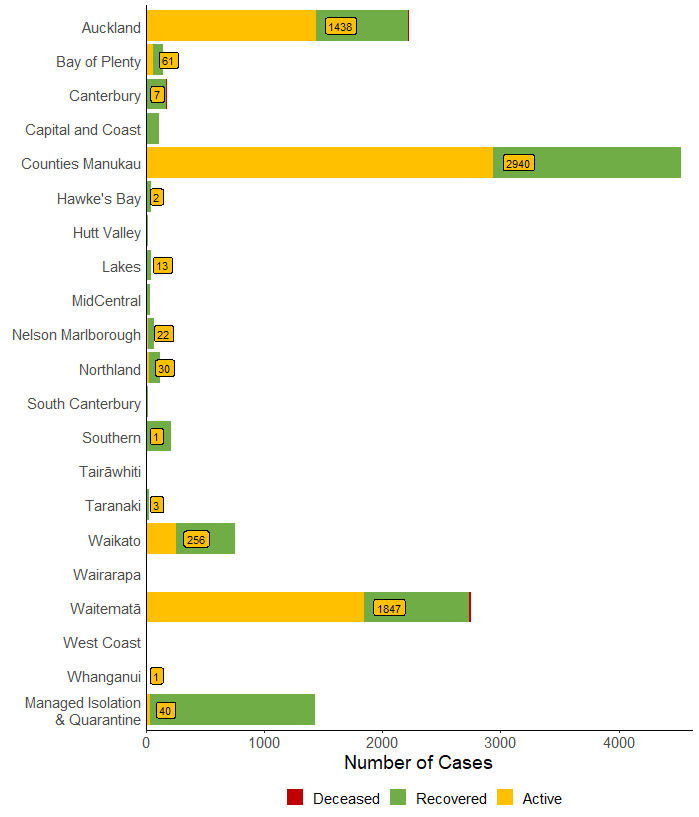 Auckland 1438
Bay of Plenty 61
Canterbury 7
Capital and Coast
Counties Manukau 2940
Hawke's Bay 2
Hutt Valley
Lakes 13
MidCentral
Nelson Marlborough 22
Northland 30
South Canterbury
Southern 1
Tairāwhiti
Taranaki 3
Waikato 256
Wairarapa
Waitematā 1847
West Coast
Whanganui 1
Managed Isolation
& Quarantine 40
0 1000 2000 3000 4000
Number of Cases
Deceased Recovered Active